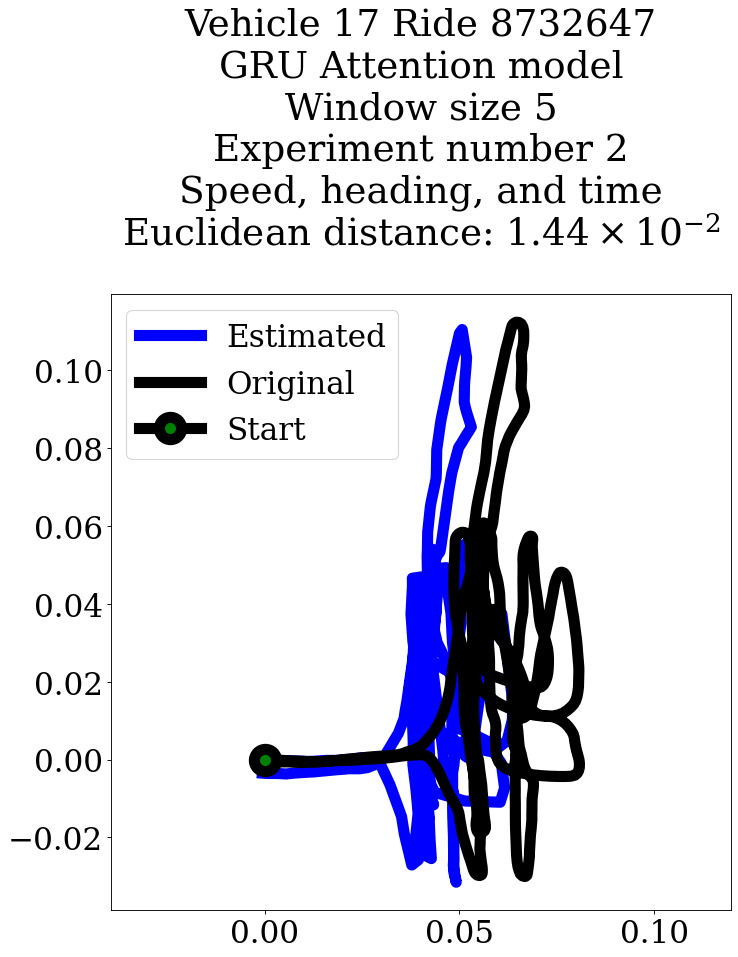 Vehicle 17 Ride 8732647
GRU Attention model
Window size 5
Experiment number 2
Speed, heading, and time
Euclidean distance: 1.44 × 10⁻²
Estimated
Original
Start
0.10
0.08
0.06
0.04
0.02
0.00
−0.02
0.00 0.05 0.10